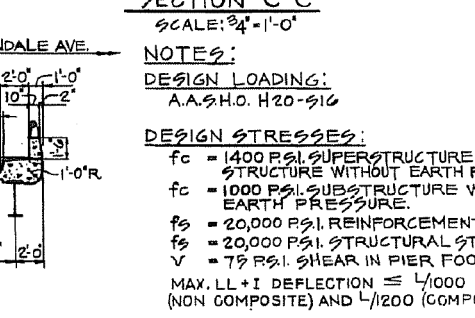 SECTION C-C
SCALE: 3/4"=1'-0"
NDALE AVE.
NOTES:
2'-0" 1'-0"
DESIGN LOADING:
10" 2"
A.A.S.H.O. H20-S16
DESIGN STRESSES:
fc = 1400 P.S.I. SUPERSTRUCTURE
STRUCTURE WITHOUT EARTH P
1'-0"R
fc = 1000 P.S.I. SUBSTRUCTURE W
EARTH PRESSURE.
fs = 20,000 P.S.I. REINFORCEMENT
fs = 20,000 P.S.I. STRUCTURAL ST
2'-0"
V = 75 P.S.I. SHEAR IN PIER FOO
MAX. LL + I DEFLECTION ≤ L/1000
(NON COMPOSITE) AND L/1200 (COMP